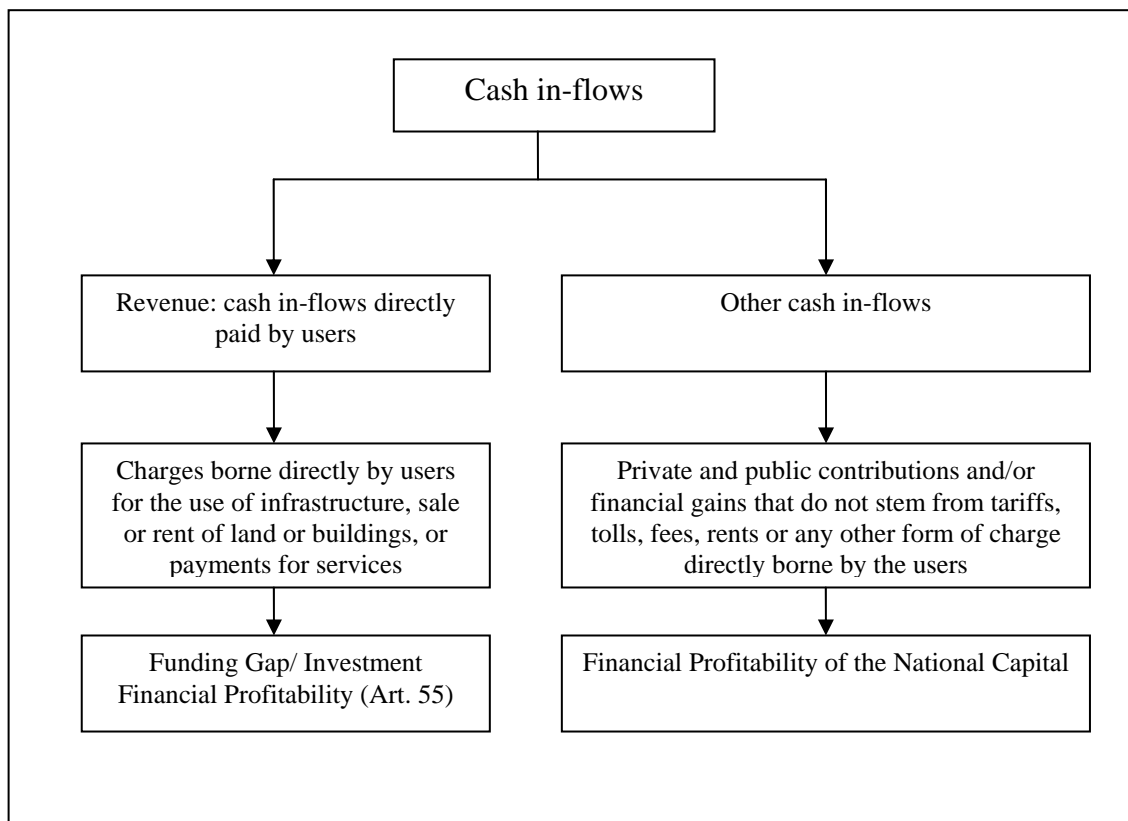 Cash in-flows
Revenue: cash in-flows directly
paid by users
Other cash in-flows
Charges borne directly by users
for the use of infrastructure, sale
or rent of land or buildings, or
payments for services
Private and public contributions and/or
financial gains that do not stem from tariffs,
tolls, fees, rents or any other form of charge
directly borne by the users
Funding Gap/ Investment
Financial Profitability (Art. 55)
Financial Profitability of the National Capital